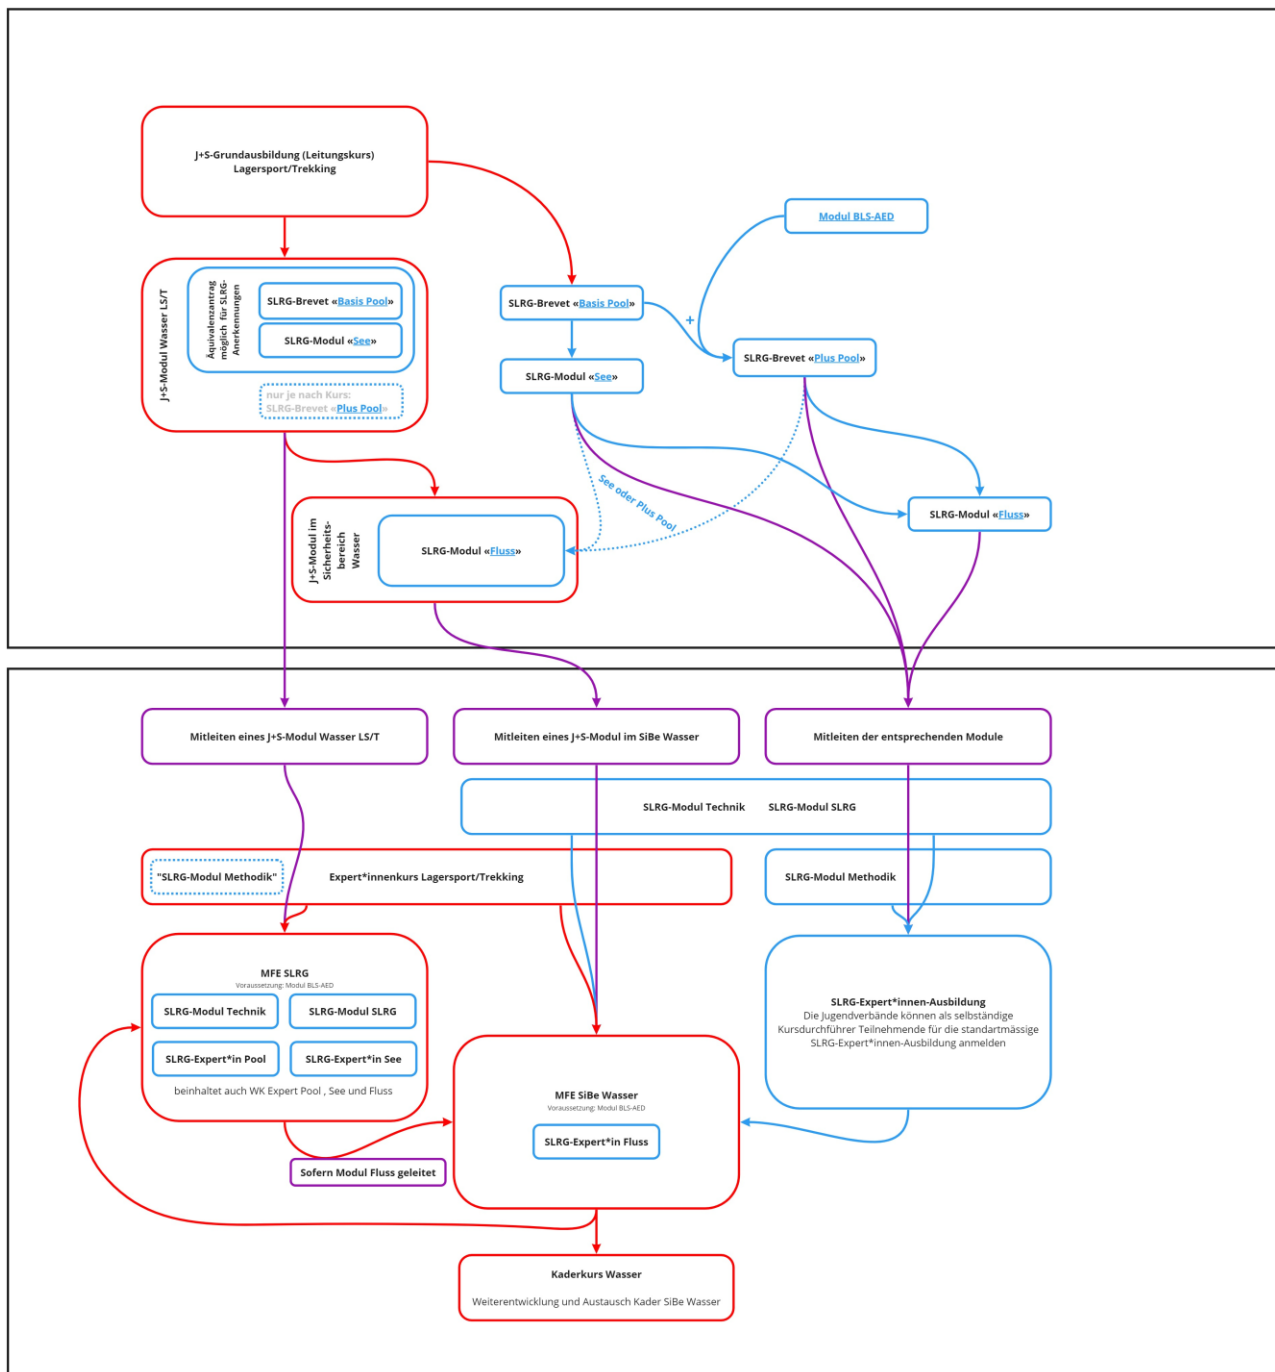 J+S-Grundausbildung (Leitungskurs)
Lagersport/Trekking
Modul BLS-AED
J+S-Modul Wasser LS/T
Äquivalenzantrag
möglich für SLRG-
Anerkennungen
SLRG-Brevet «Basis Pool»
SLRG-Modul «See»
nur je nach Kurs:
SLRG-Brevet «Plus Pool»
SLRG-Brevet «Basis Pool»
+
SLRG-Brevet «Plus Pool»
SLRG-Modul «See»
See oder Plus Pool
SLRG-Modul «Fluss»
J+S-Modul im
Sicherheits-
bereich
Wasser
SLRG-Modul «Fluss»
Mitleiten eines J+S-Modul Wasser LS/T
Mitleiten eines J+S-Modul im SiBe Wasser
Mitleiten der entsprechenden Module
SLRG-Modul Technik SLRG-Modul SLRG
"SLRG-Modul Methodik"
Expert*innenkurs Lagersport/Trekking
SLRG-Modul Methodik
MFE SLRG
Voraussetzung: Modul BLS-AED
SLRG-Modul Technik
SLRG-Modul SLRG
SLRG-Expert*in Pool
SLRG-Expert*in See
beinhaltet auch WK Expert Pool , See und Fluss
SLRG-Expert*innen-Ausbildung
Die Jugendverbände können als selbständige
Kursdurchführer Teilnehmende für die standartmässige
SLRG-Expert*innen-Ausbildung anmelden
MFE SiBe Wasser
Voraussetzung: Modul BLS-AED
SLRG-Expert*in Fluss
Sofern Modul Fluss geleitet
Kaderkurs Wasser
Weiterentwicklung und Austausch Kader SiBe Wasser